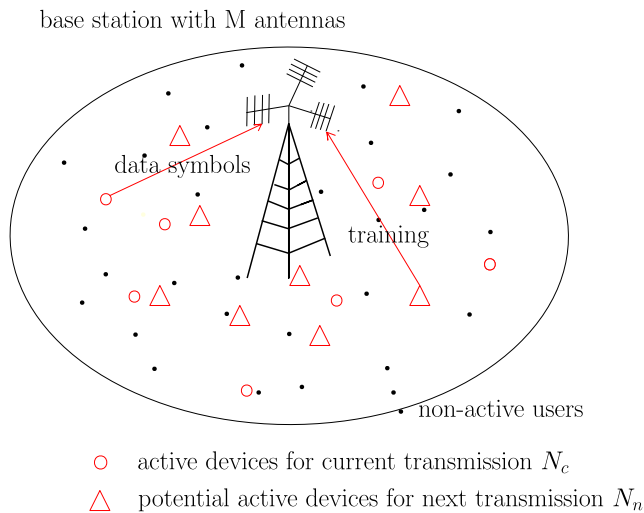 base station with M antennas
data symbols
training
non-active users
active devices for current transmission N_c
potential active devices for next transmission N_n